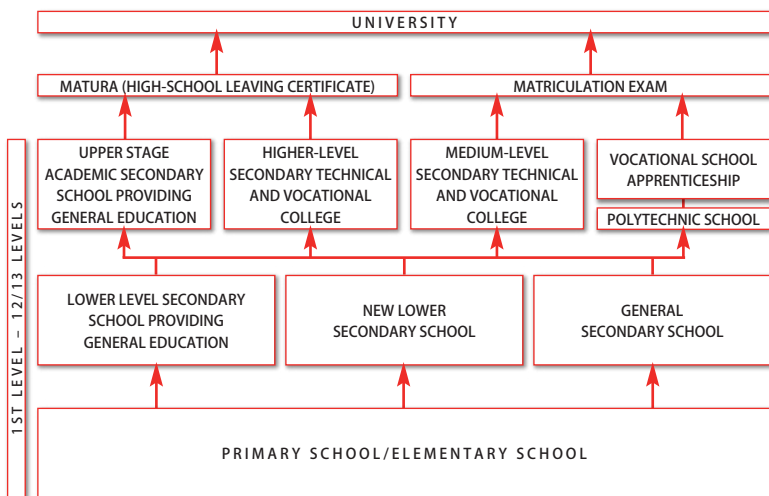 UNIVERSITY
MATURA (HIGH-SCHOOL LEAVING CERTIFICATE)
MATRICULATION EXAM
1ST LEVEL – 12/13 LEVELS
UPPER STAGE
ACADEMIC SECONDARY
SCHOOL PROVIDING
GENERAL EDUCATION
HIGHER-LEVEL
SECONDARY TECHNICAL
AND VOCATIONAL
COLLEGE
MEDIUM-LEVEL
SECONDARY TECHNICAL
AND VOCATIONAL
COLLEGE
VOCATIONAL SCHOOL
APPRENTICESHIP
POLYTECHNIC SCHOOL
LOWER LEVEL SECONDARY
SCHOOL PROVIDING
GENERAL EDUCATION
NEW LOWER
SECONDARY SCHOOL
GENERAL
SECONDARY SCHOOL
PRIMARY SCHOOL/ELEMENTARY SCHOOL